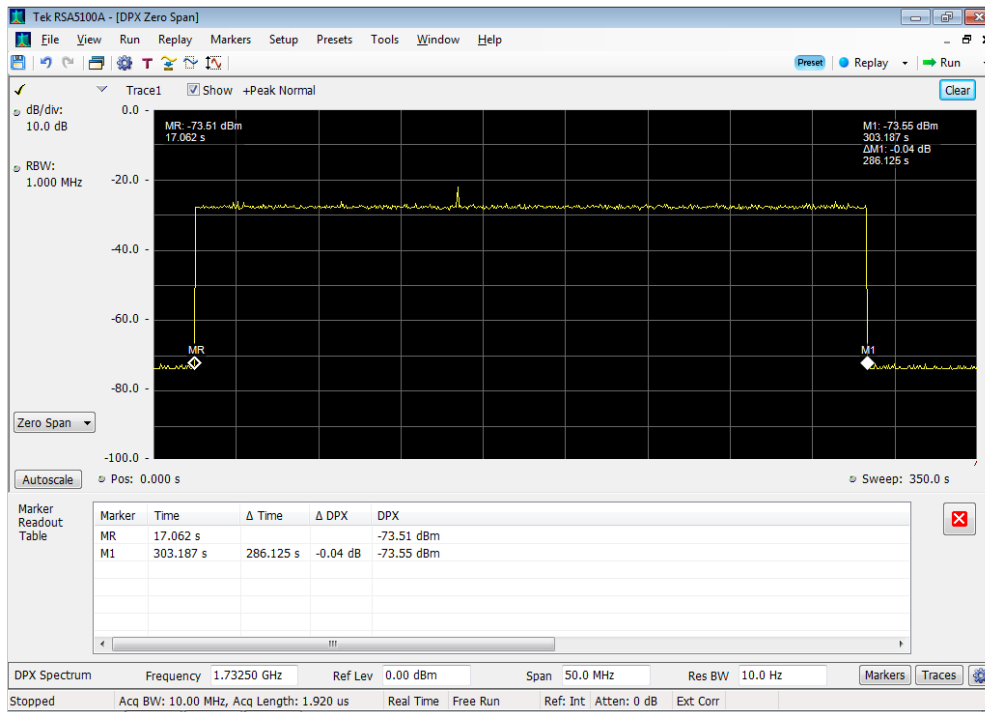 Tek RSA5100A - [DPX Zero Span]
File View Run Replay Markers Setup Presets Tools Window Help
T Preset Replay Run
Trace1 Show +Peak Normal Clear
dB/div:
10.0 dB
RBW:
1.000 MHz
0.0
-20.0
-40.0
-60.0
-80.0
-100.0
MR: -73.51 dBm
17.062 s
M1: -73.55 dBm
303.187 s
ΔM1: -0.04 dB
286.125 s
MR
M1
Zero Span
Autoscale Pos: 0.000 s Sweep: 350.0 s
Marker
Readout
Table
Marker Time Δ Time Δ DPX DPX
MR 17.062 s -73.51 dBm
M1 303.187 s 286.125 s -0.04 dB -73.55 dBm
DPX Spectrum Frequency 1.73250 GHz Ref Lev 0.00 dBm Span 50.0 MHz Res BW 10.0 Hz Markers Traces
Stopped Acq BW: 10.00 MHz, Acq Length: 1.920 us Real Time Free Run Ref: Int Atten: 0 dB Ext Corr